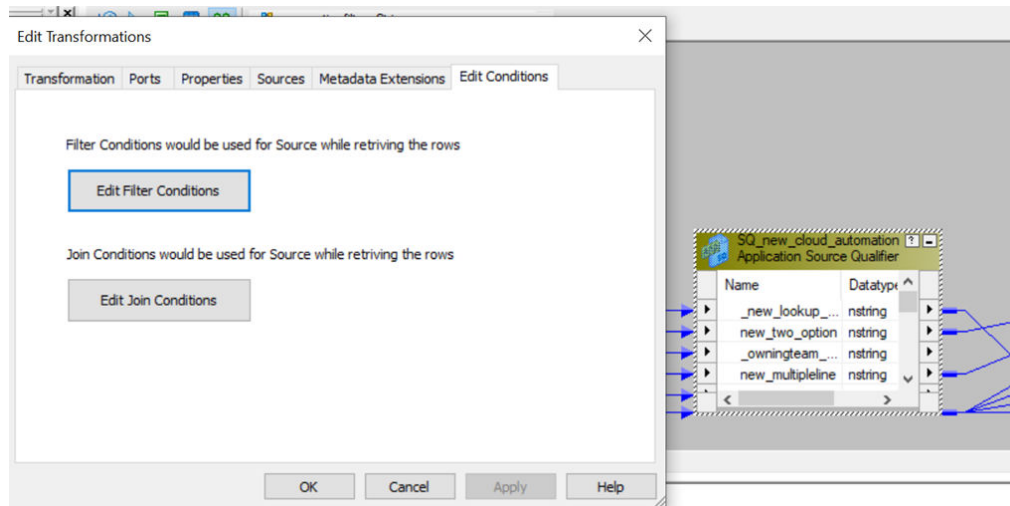 Edit Transformations
Transformation Ports Properties Sources Metadata Extensions Edit Conditions
Filter Conditions would be used for Source while retriving the rows
Edit Filter Conditions
Join Conditions would be used for Source while retriving the rows
Edit Join Conditions
OK Cancel Apply Help
SQ_new_cloud_automation
Application Source Qualifier
Name Datatype
_new_lookup_... nstring
new_two_option nstring
_owningteam_... nstring
new_multipleline nstring